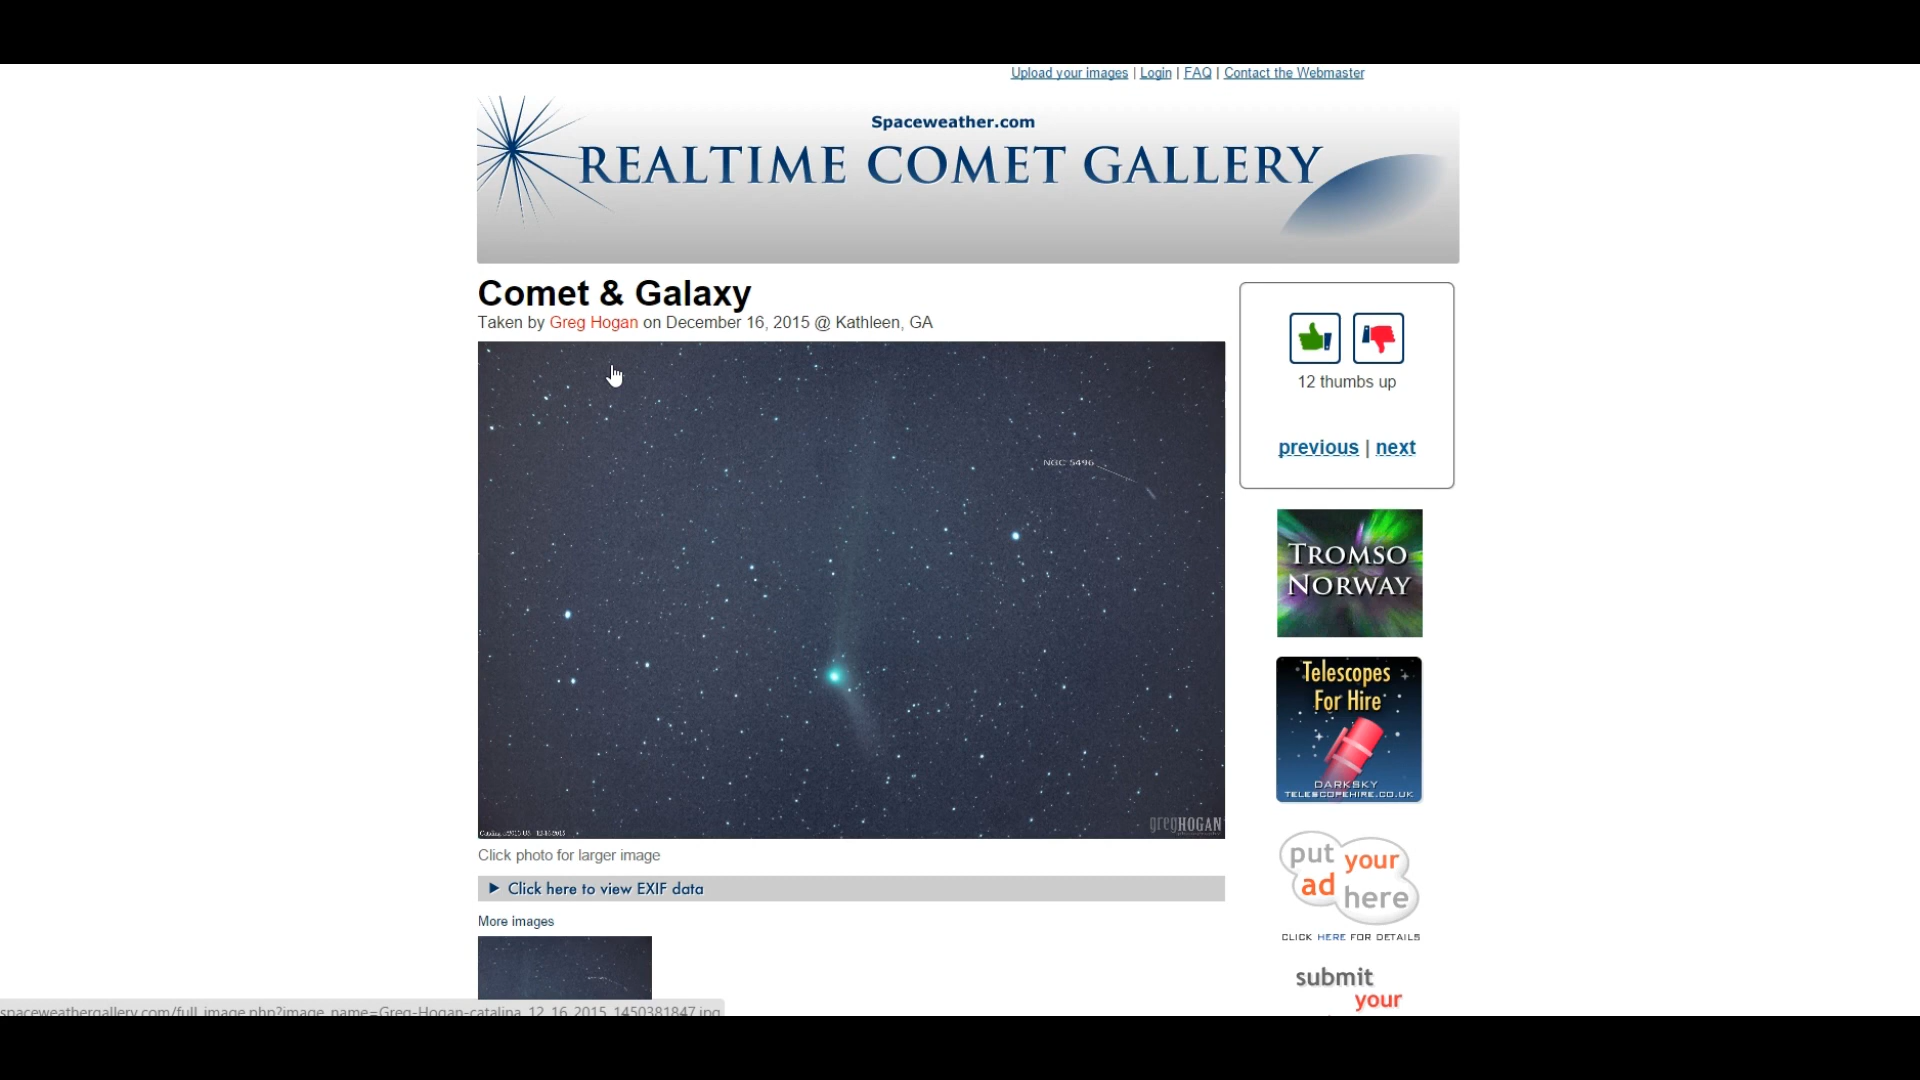 Upload your images | Login | FAQ | Contact the Webmaster
Spaceweather.com
REALTIME COMET GALLERY
Comet & Galaxy
Taken by Greg Hogan on December 16, 2015 @ Kathleen, GA
12 thumbs up
previous | next
NGC 5496
TROMSO
NORWAY
Telescopes
For Hire
DARKSKY
TELESCOPEHIRE.CO.UK
gregHOGAN
Click photo for larger image
put your
ad here
CLICK HERE FOR DETAILS
Click here to view EXIF data
More images
submit
your
spaceweathergallery.com/full_image.php?image_name=Greg-Hogan-catalina_12_16_2015_1450381847.jpg